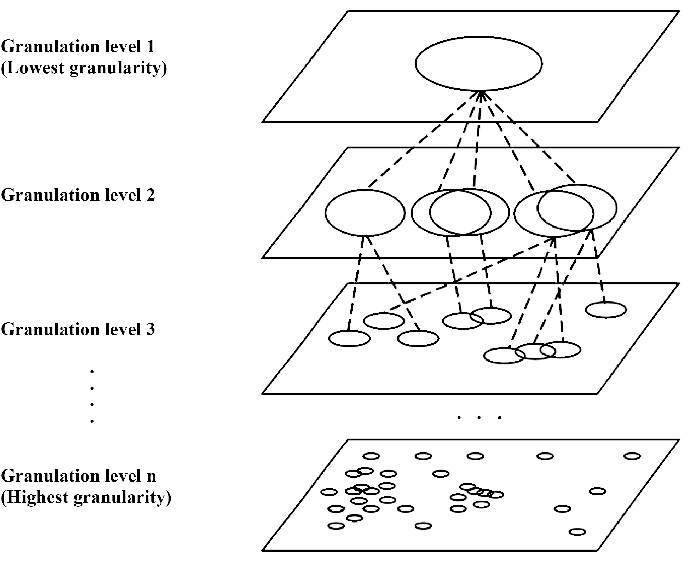 Granulation level 1
(Lowest granularity)
Granulation level 2
Granulation level 3
. . .
Granulation level n
(Highest granularity)